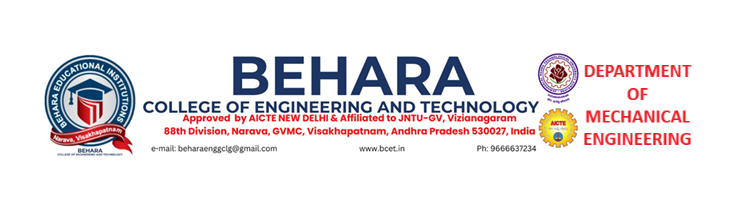 BEHARA EDUCATIONAL INSTITUTIONS
Narava, Visakhapatnam
BEHARA
COLLEGE OF ENGINEERING AND TECHNOLOGY
BEHARA
COLLEGE OF ENGINEERING AND TECHNOLOGY
Approved by AICTE NEW DELHI & Affiliated to JNTU-GV, Vizianagaram
88th Division, Narava, GVMC, Visakhapatnam, Andhra Pradesh 530027, India
e-mail: beharaenggclg@gmail.com www.bcet.in Ph: 9666637234
AICTE
DEPARTMENT
OF
MECHANICAL
ENGINEERING